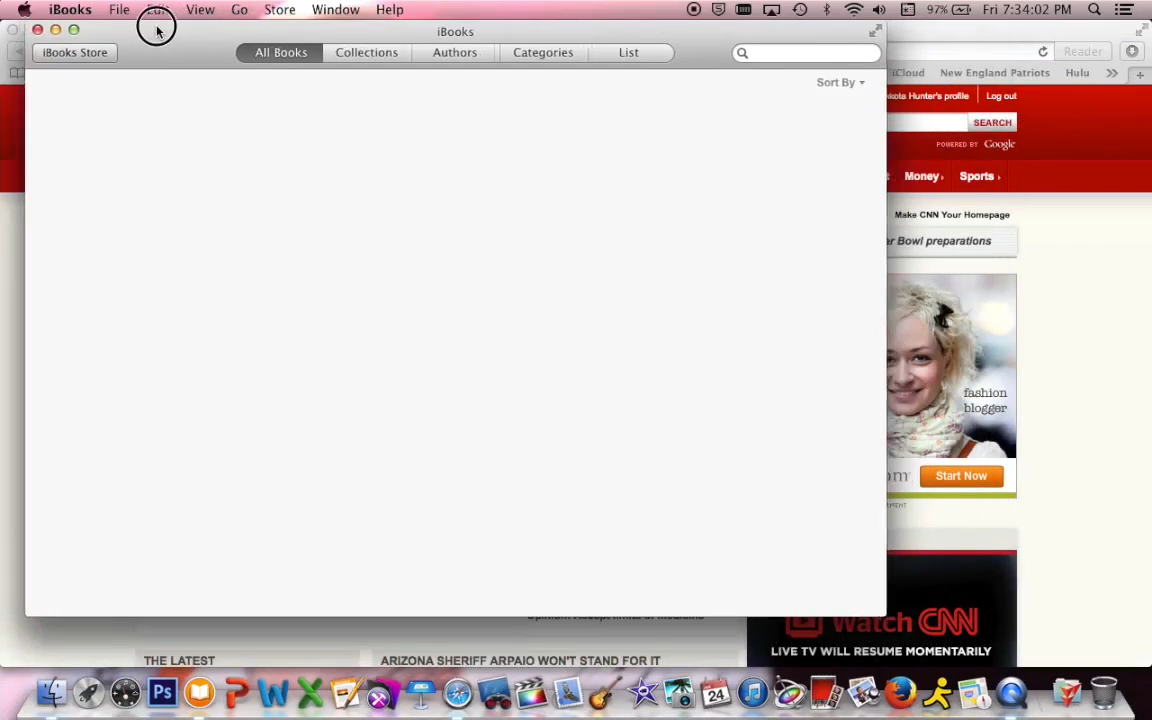 iBooks File Edit View Go Store Window Help 97% Fri 7:34:02 PM
iBooks
iBooks Store All Books Collections Authors Categories List Reader
iCloud New England Patriots Hulu
Sort By
Hunter's profile Log out
SEARCH
POWERED BY Google
Money Sports
Make CNN Your Homepage
Bowl preparations
fashion
blogger
Start Now
Watch CNN
LIVE TV WILL RESUME MOMENTARILY
THE LATEST ARIZONA SHERIFF ARPAIO WON'T STAND FOR IT
Ps
24